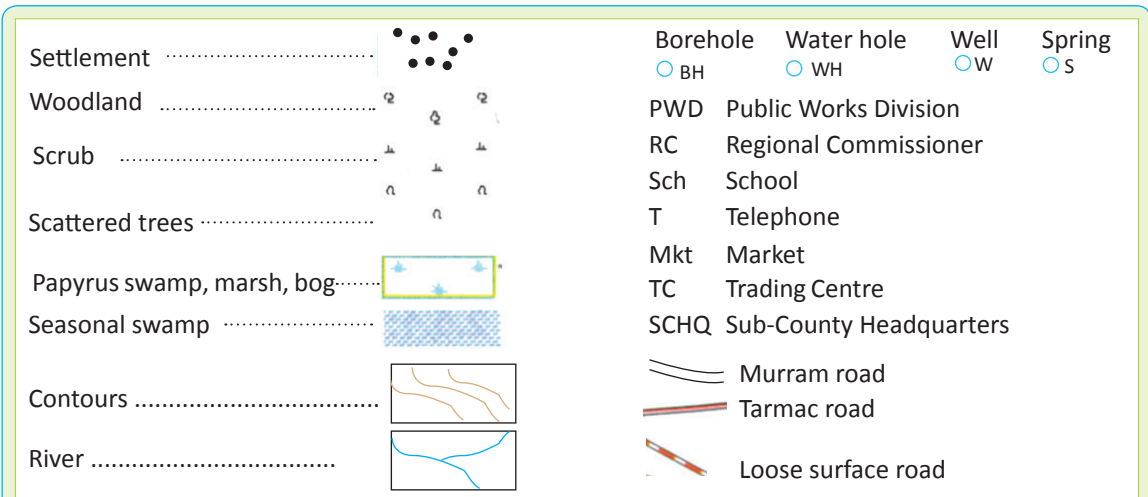 Settlement ........................
Woodland ..............................
Scrub ......................................
Scattered trees .........................
Papyrus swamp, marsh, bog........
Seasonal swamp ......................
Contours ....................................
River ....................................
Borehole Water hole Well Spring
BH WH W S
PWD Public Works Division
RC Regional Commissioner
Sch School
T Telephone
Mkt Market
TC Trading Centre
SCHQ Sub-County Headquarters
Murram road
Tarmac road
Loose surface road